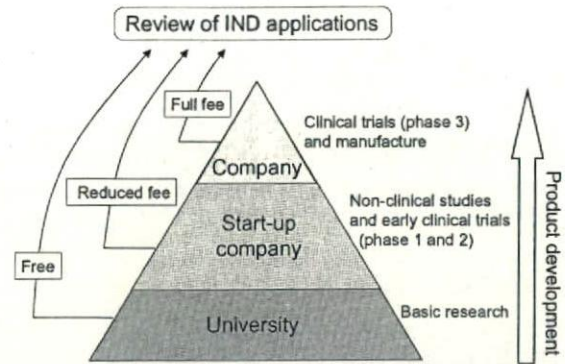 Review of IND applications
Full fee
Clinical trials (phase 3)
and manufacture
Company
Reduced fee
Non-clinical studies
and early clinical trials
(phase 1 and 2)
Start-up
company
Free
Basic research
University
Product development